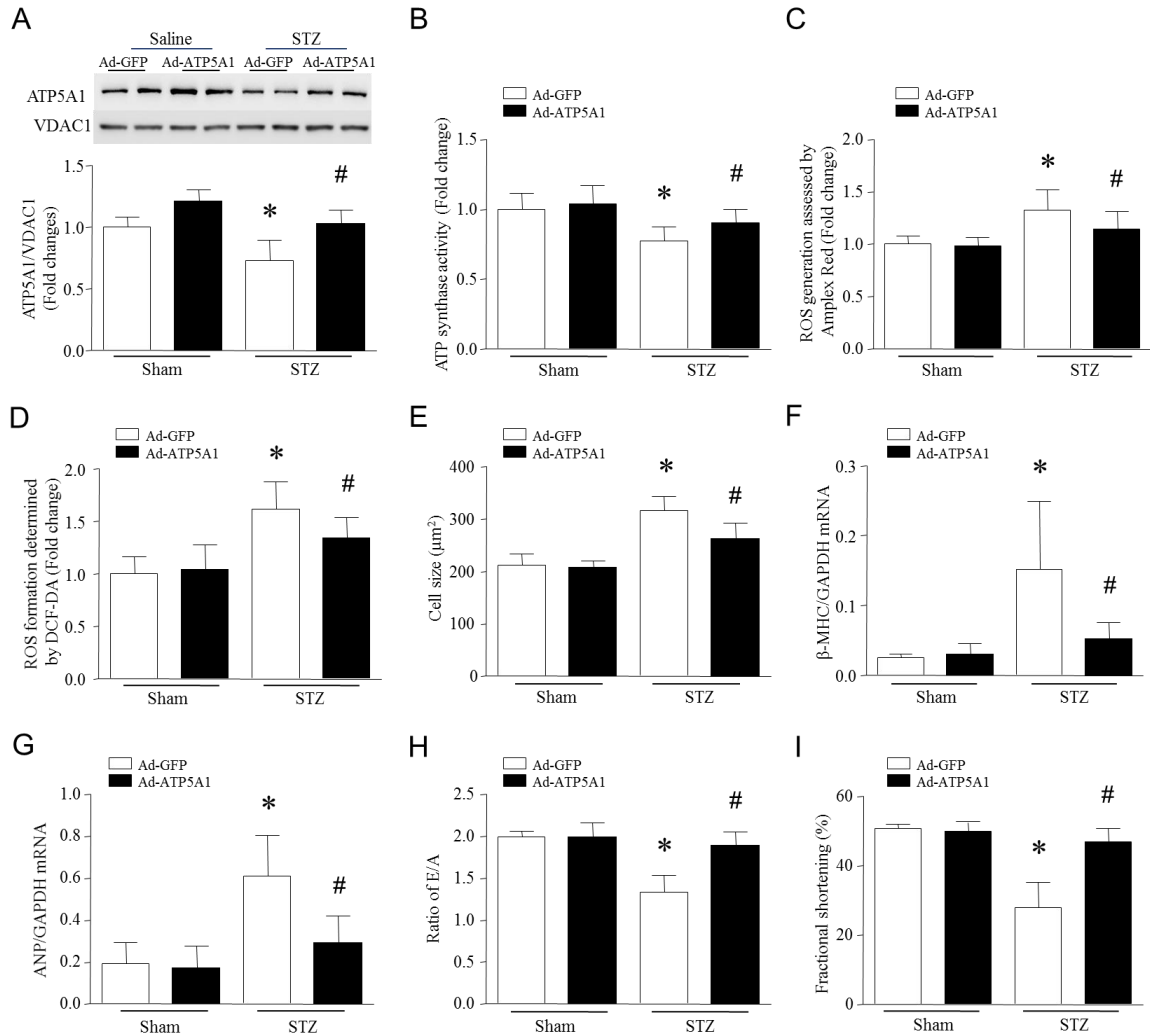 A
Saline STZ
Ad-GFP Ad-ATP5A1 Ad-GFP Ad-ATP5A1
ATP5A1
VDAC1
ATP5A1/VDAC1
(Fold changes)
1.5
1.0
0.5
0.0
*
#
Sham STZ
B
Ad-GFP
Ad-ATP5A1
ATP synthase activity (Fold change)
1.5
1.0
0.5
0.0
*
#
Sham STZ
C
Ad-GFP
Ad-ATP5A1
ROS generation assessed by
Amplex Red (Fold change)
2.0
1.5
1.0
0.5
0.0
*
#
Sham STZ
D
Ad-GFP
Ad-ATP5A1
ROS formation determined
by DCF-DA (Fold change)
2.0
1.5
1.0
0.5
0.0
*
#
Sham STZ
E
Ad-GFP
Ad-ATP5A1
Cell size (μm²)
400
300
200
100
0
*
#
Sham STZ
F
Ad-GFP
Ad-ATP5A1
β-MHC/GAPDH mRNA
0.3
0.2
0.1
0.0
*
#
Sham STZ
G
Ad-GFP
Ad-ATP5A1
ANP/GAPDH mRNA
1.0
0.8
0.6
0.4
0.2
0.0
*
#
Sham STZ
H
Ad-GFP
Ad-ATP5A1
Ratio of E/A
2.5
2.0
1.5
1.0
0.5
0.0
*
#
Sham STZ
I
Ad-GFP
Ad-ATP5A1
Fractional shortening (%)
60
40
20
0
*
#
Sham STZ